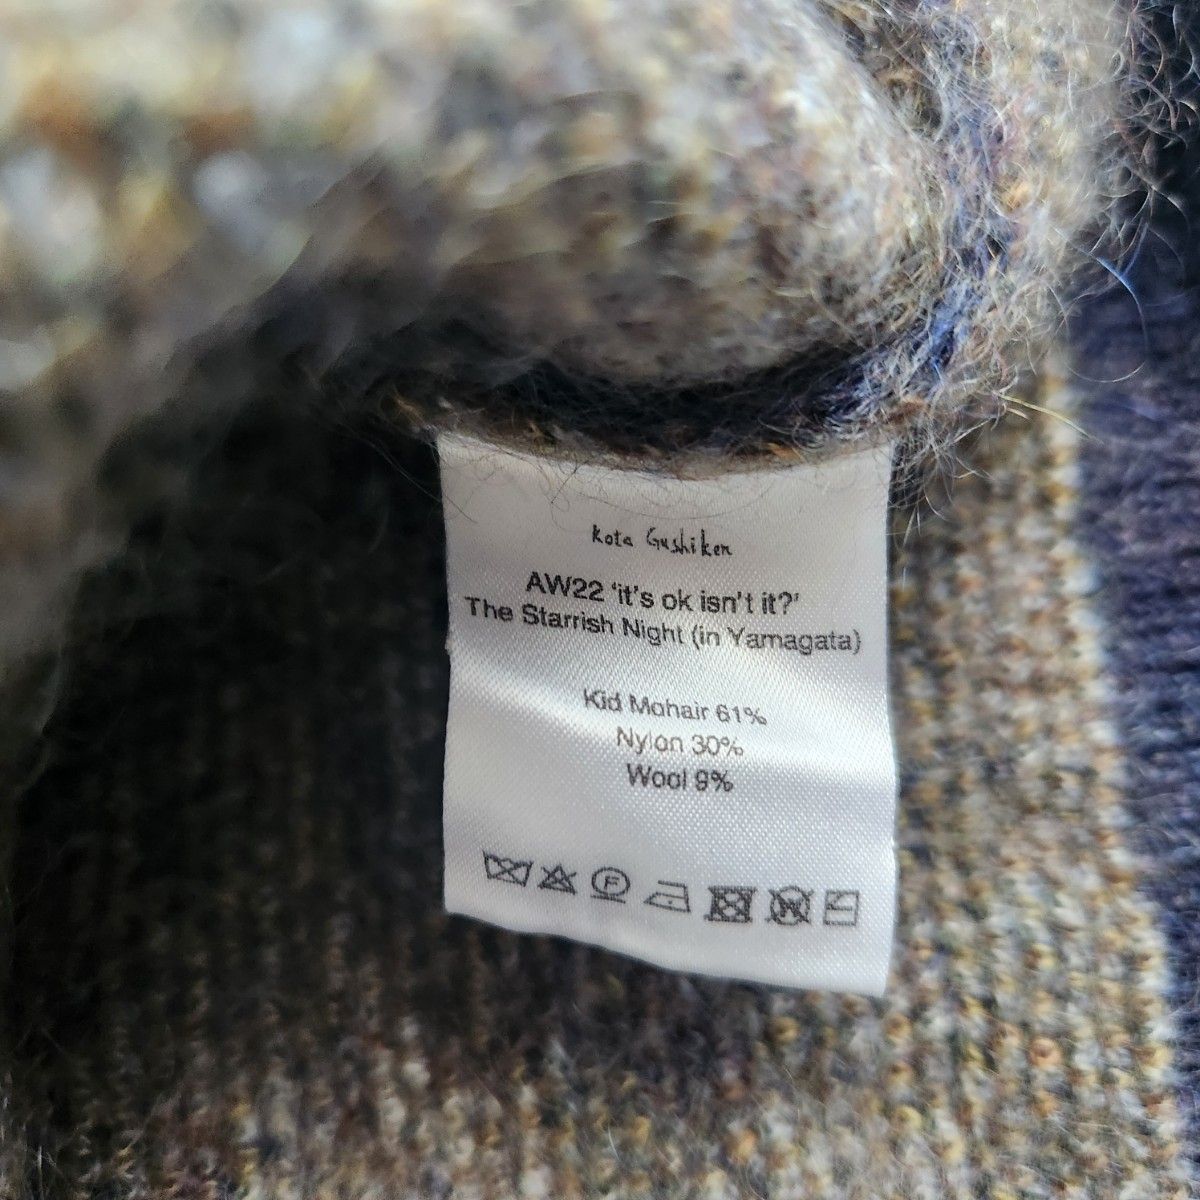 Kota Gushiken
AW22 ‘it's ok isn't it?’
The Starrish Night (in Yamagata)
Kid Mohair 61%
Nylon 30%
Wool 9%
F
W